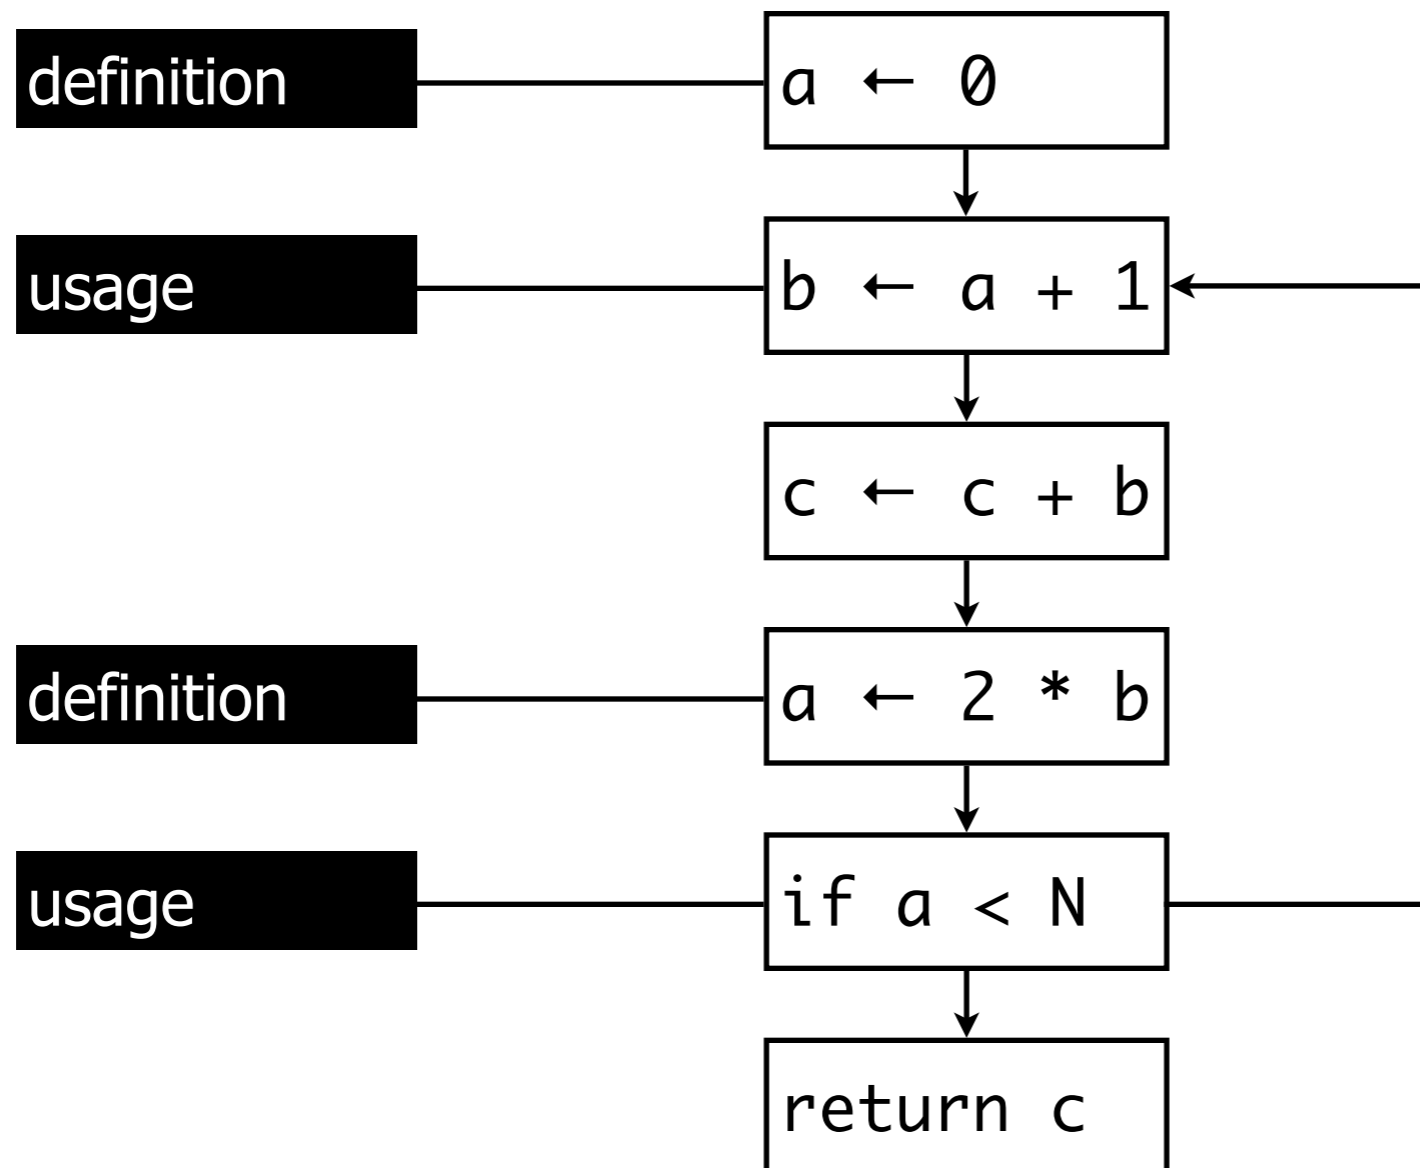 definition
a ← 0
usage
b ← a + 1
c ← c + b
definition
a ← 2 * b
usage
if a < N
return c